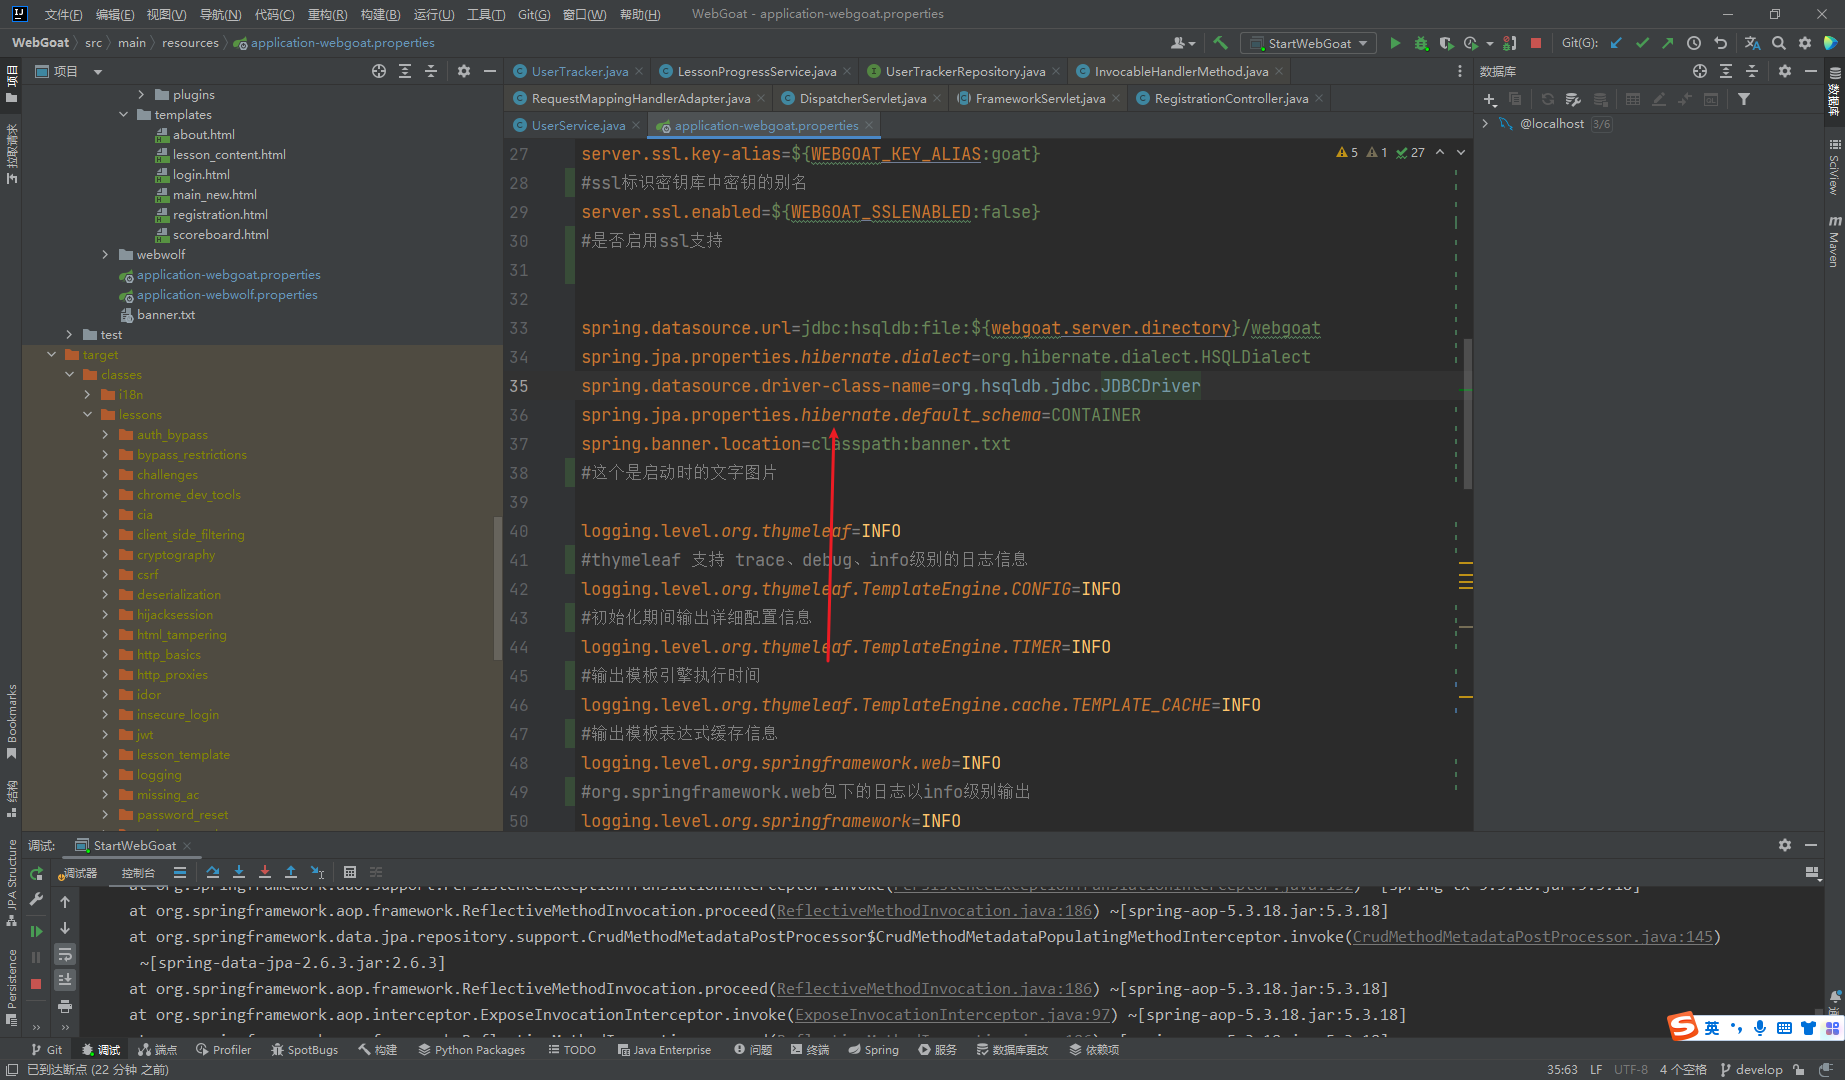 文件(F) 编辑(E) 视图(V) 导航(N) 代码(C) 重构(R) 构建(B) 运行(U) 工具(T) Git(G) 窗口(W) 帮助(H) WebGoat - application-webgoat.properties
WebGoat src main resources application-webgoat.properties
StartWebGoat Git(G):
项目
项目
UserTracker.java LessonProgressService.java UserTrackerRepository.java InvocableHandlerMethod.java
数据库
RequestMappingHandlerAdapter.java DispatcherServlet.java FrameworkServlet.java RegistrationController.java
UserService.java application-webgoat.properties
@localhost 3/6
数据库
SciView
Maven
拉取请求
Bookmarks
结构
JPA Structure
Persistence
plugins
templates
about.html
lesson_content.html
login.html
main_new.html
registration.html
scoreboard.html
webwolf
application-webgoat.properties
application-webwolf.properties
banner.txt
test
target
classes
i18n
lessons
auth_bypass
bypass_restrictions
challenges
chrome_dev_tools
cia
client_side_filtering
cryptography
csrf
deserialization
hijacksession
html_tampering
http_basics
http_proxies
idor
insecure_login
jwt
lesson_template
logging
missing_ac
password_reset
5 1 27
27 server.ssl.key-alias=${WEBGOAT_KEY_ALIAS:goat}
28 #ssl标识密钥库中密钥的别名
29 server.ssl.enabled=${WEBGOAT_SSLENABLED:false}
30 #是否启用ssl支持
31
32
33 spring.datasource.url=jdbc:hsqldb:file:${webgoat.server.directory}/webgoat
34 spring.jpa.properties.hibernate.dialect=org.hibernate.dialect.HSQLDialect
35 spring.datasource.driver-class-name=org.hsqldb.jdbc.JDBCDriver
36 spring.jpa.properties.hibernate.default_schema=CONTAINER
37 spring.banner.location=classpath:banner.txt
38 #这个是启动时的文字图片
39
40 logging.level.org.thymeleaf=INFO
41 #thymeleaf 支持 trace、debug、info级别的日志信息
42 logging.level.org.thymeleaf.TemplateEngine.CONFIG=INFO
43 #初始化期间输出详细配置信息
44 logging.level.org.thymeleaf.TemplateEngine.TIMER=INFO
45 #输出模板引擎执行时间
46 logging.level.org.thymeleaf.TemplateEngine.cache.TEMPLATE_CACHE=INFO
47 #输出模板表达式缓存信息
48 logging.level.org.springframework.web=INFO
49 #org.springframework.web包下的日志以info级别输出
50 logging.level.org.springframework=INFO
调试: StartWebGoat
调试器 控制台
at org.springframework.dao.support.PersistenceExceptionTranslationInterceptor.invoke(PersistenceExceptionTranslationInterceptor.java:152) ~[spring-tx-5.3.18.jar:5.3.18]
at org.springframework.aop.framework.ReflectiveMethodInvocation.proceed(ReflectiveMethodInvocation.java:186) ~[spring-aop-5.3.18.jar:5.3.18]
at org.springframework.data.jpa.repository.support.CrudMethodMetadataPostProcessor$CrudMethodMetadataPopulatingMethodInterceptor.invoke(CrudMethodMetadataPostProcessor.java:145)
~[spring-data-jpa-2.6.3.jar:2.6.3]
at org.springframework.aop.framework.ReflectiveMethodInvocation.proceed(ReflectiveMethodInvocation.java:186) ~[spring-aop-5.3.18.jar:5.3.18]
at org.springframework.aop.interceptor.ExposeInvocationInterceptor.invoke(ExposeInvocationInterceptor.java:97) ~[spring-aop-5.3.18.jar:5.3.18]
英
Git 调试 端点 Profiler SpotBugs 构建 Python Packages TODO Java Enterprise 问题 终端 Spring 服务 数据库更改 依赖项
已到达断点 (22 分钟 之前) 35:63 LF UTF-8 4 个空格 develop